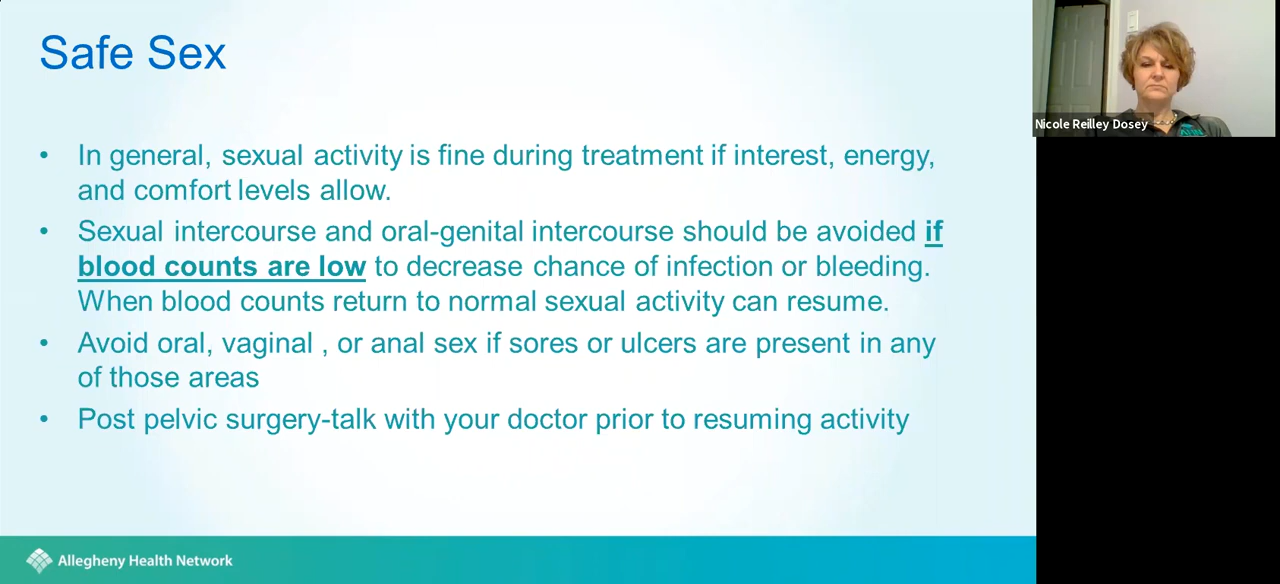 Safe Sex
• In general, sexual activity is fine during treatment if interest, energy,
and comfort levels allow.
• Sexual intercourse and oral-genital intercourse should be avoided if
blood counts are low to decrease chance of infection or bleeding.
When blood counts return to normal sexual activity can resume.
• Avoid oral, vaginal , or anal sex if sores or ulcers are present in any
of those areas
• Post pelvic surgery-talk with your doctor prior to resuming activity
Allegheny Health Network
Nicole Reilley Dosey